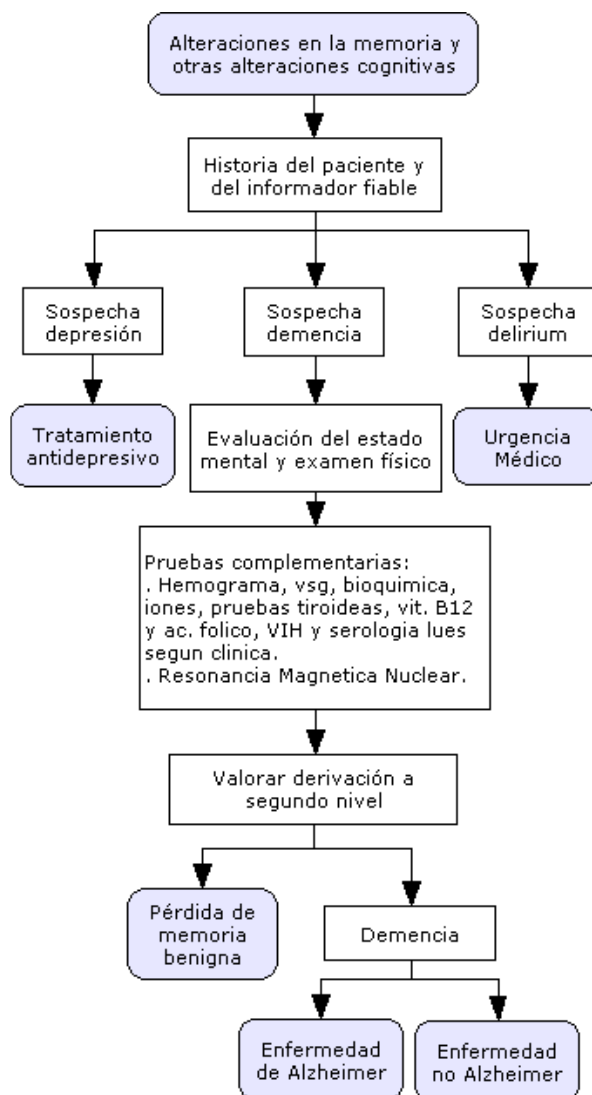 Alteraciones en la memoria y
otras alteraciones cognitivas
Historia del paciente y
del informador fiable
Sospecha
depresión
Sospecha
demencia
Sospecha
delirium
Tratamiento
antidepresivo
Evaluación del estado
mental y examen físico
Urgencia
Médico
Pruebas complementarias:
. Hemograma, vsg, bioquimica,
iones, pruebas tiroideas, vit. B12
y ac. folico, VIH y serologia lues
segun clinica.
. Resonancia Magnetica Nuclear.
Valorar derivación a
segundo nivel
Pérdida de
memoria
benigna
Demencia
Enfermedad
de Alzheimer
Enfermedad
no Alzheimer